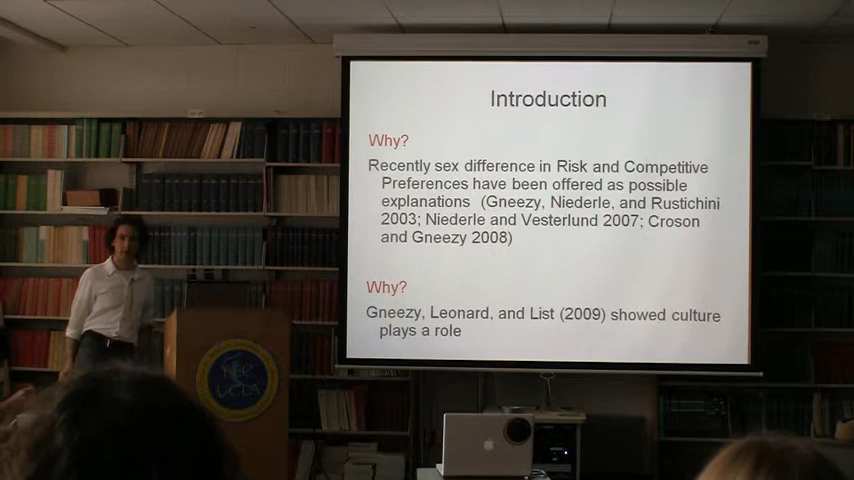 Introduction
Why?
Recently sex difference in Risk and Competitive
Preferences have been offered as possible
explanations (Gneezy, Niederle, and Rustichini
2003; Niederle and Vesterlund 2007; Croson
and Gneezy 2008)
Why?
Gneezy, Leonard, and List (2009) showed culture
plays a role
UCLA